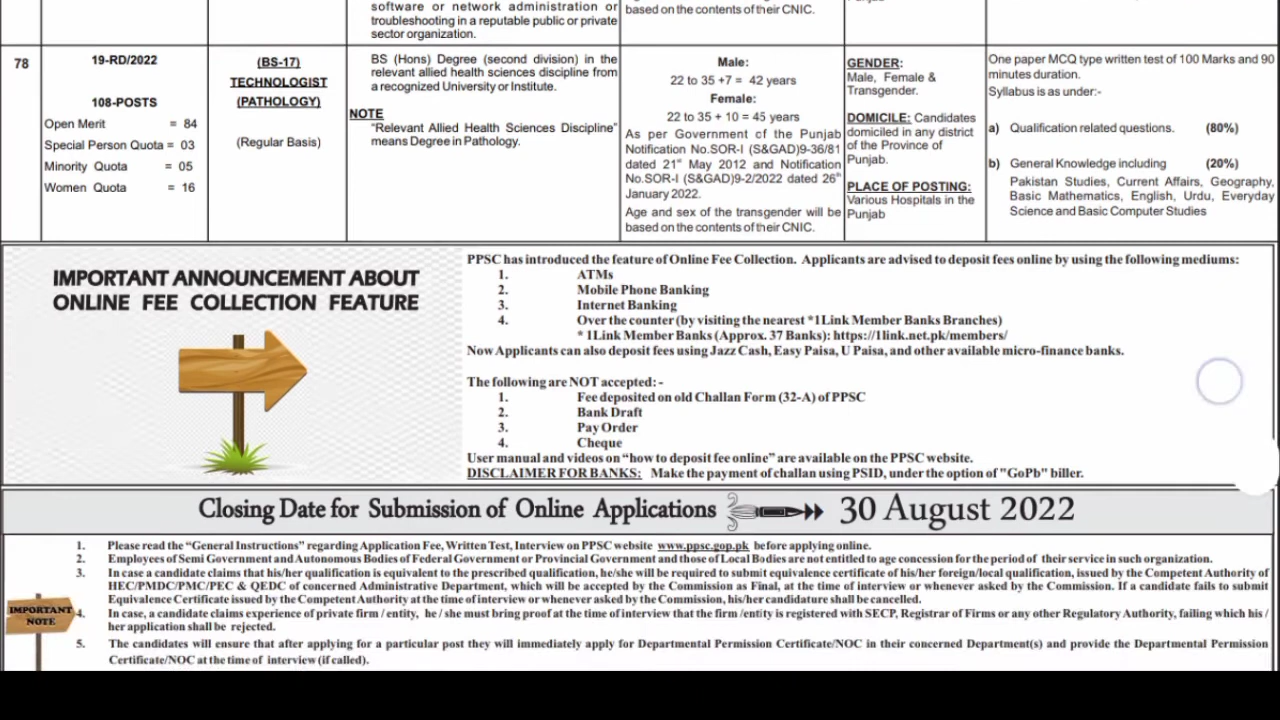 software or network administration or
troubleshooting in a reputable public or private
sector organization.
based on the contents of their CNIC.
78
19-RD/2022
108-POSTS
Open Merit = 84
Special Person Quota = 03
Minority Quota = 05
Women Quota = 16
(BS-17)
TECHNOLOGIST
(PATHOLOGY)
(Regular Basis)
BS (Hons) Degree (second division) in the
relevant allied health sciences discipline from
a recognized University or Institute.
NOTE
"Relevant Allied Health Sciences Discipline"
means Degree in Pathology.
Male:
22 to 35 +7 = 42 years
Female:
22 to 35 + 10 = 45 years
As per Government of the Punjab
Notification No.SOR-I (S&GAD)9-36/81
dated 21st May 2012 and Notification
No.SOR-I (S&GAD)9-2/2022 dated 26th
January 2022.
Age and sex of the transgender will be
based on the contents of their CNIC.
GENDER:
Male, Female &
Transgender.
DOMICILE: Candidates
domiciled in any district
of the Province of
Punjab.
PLACE OF POSTING:
Various Hospitals in the
Punjab
One paper MCQ type written test of 100 Marks and 90
minutes duration.
Syllabus is as under:-
a) Qualification related questions. (80%)
b) General Knowledge including (20%)
Pakistan Studies, Current Affairs, Geography,
Basic Mathematics, English, Urdu, Everyday
Science and Basic Computer Studies
IMPORTANT ANNOUNCEMENT ABOUT
ONLINE FEE COLLECTION FEATURE
PPSC has introduced the feature of Online Fee Collection. Applicants are advised to deposit fees online by using the following mediums:
1. ATMs
2. Mobile Phone Banking
3. Internet Banking
4. Over the counter (by visiting the nearest *1Link Member Banks Branches)
* 1Link Member Banks (Approx. 37 Banks): https://1link.net.pk/members/
Now Applicants can also deposit fees using Jazz Cash, Easy Paisa, U Paisa, and other available micro-finance banks.
The following are NOT accepted: -
1. Fee deposited on old Challan Form (32-A) of PPSC
2. Bank Draft
3. Pay Order
4. Cheque
User manual and videos on "how to deposit fee online" are available on the PPSC website.
DISCLAIMER FOR BANKS: Make the payment of challan using PSID, under the option of "GoPb" biller.
Closing Date for Submission of Online Applications 30 August 2022
IMPORTANT
NOTE
1. Please read the "General Instructions" regarding Application Fee, Written Test, Interview on PPSC website www.ppsc.gop.pk before applying online.
2. Employees of Semi Government and Autonomous Bodies of Federal Government or Provincial Government and those of Local Bodies are not entitled to age concession for the period of their service in such organization.
3. In case a candidate claims that his/her qualification is equivalent to the prescribed qualification, he/she will be required to submit equivalence certificate of his/her foreign/local qualification, issued by the Competent Authority of
HEC/PMDC/PMC/PEC & QEDC of concerned Administrative Department, which will be accepted by the Commission as Final, at the time of interview or whenever asked by the Commission. If a candidate fails to submit
Equivalence Certificate issued by the Competent Authority at the time of interview or whenever asked by the Commission, his/her candidature shall be cancelled.
4. In case, a candidate claims experience of private firm / entity, he / she must bring proof at the time of interview that the firm /entity is registered with SECP, Registrar of Firms or any other Regulatory Authority, failing which his /
her application shall be rejected.
5. The candidates will ensure that after applying for a particular post they will immediately apply for Departmental Permission Certificate/NOC in their concerned Department(s) and provide the Departmental Permission
Certificate/NOC at the time of interview (if called).